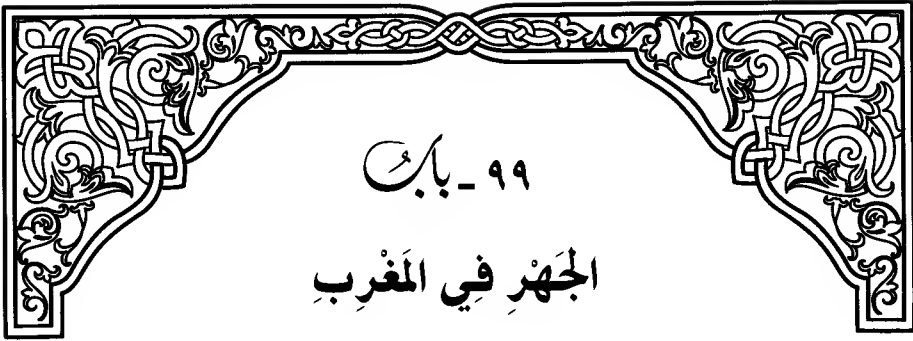 ٩٩ - بابُ
الجَهْرِ فِي المَغْرِبِ